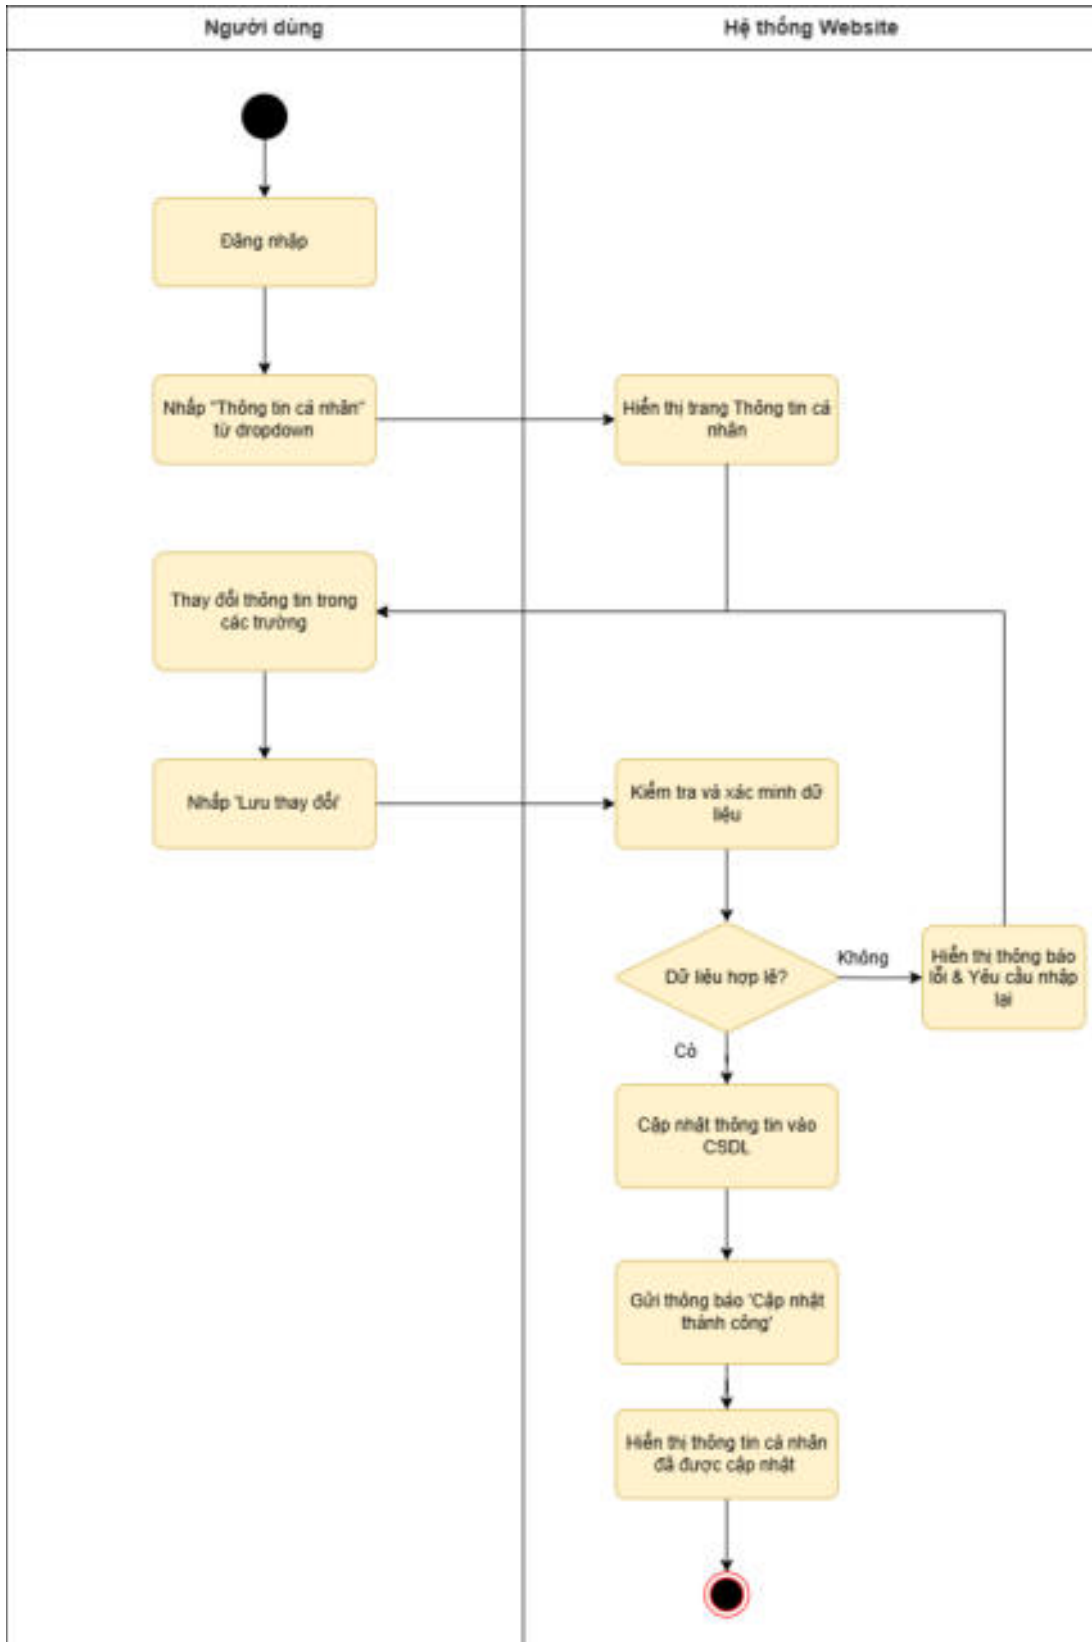 Người dùng
Hệ thống Website
Đăng nhập
Nhấp "Thông tin cá nhân"
từ dropdown
Hiển thị trang Thông tin cá
nhân
Thay đổi thông tin trong
các trường
Nhấp 'Lưu thay đổi'
Kiểm tra và xác minh dữ
liệu
Dữ liệu hợp lệ?
Không
Hiển thị thông báo
lỗi & Yêu cầu nhập
lại
Có
Cập nhật thông tin vào
CSDL
Gửi thông báo 'Cập nhật
thành công'
Hiển thị thông tin cá nhân
đã được cập nhật